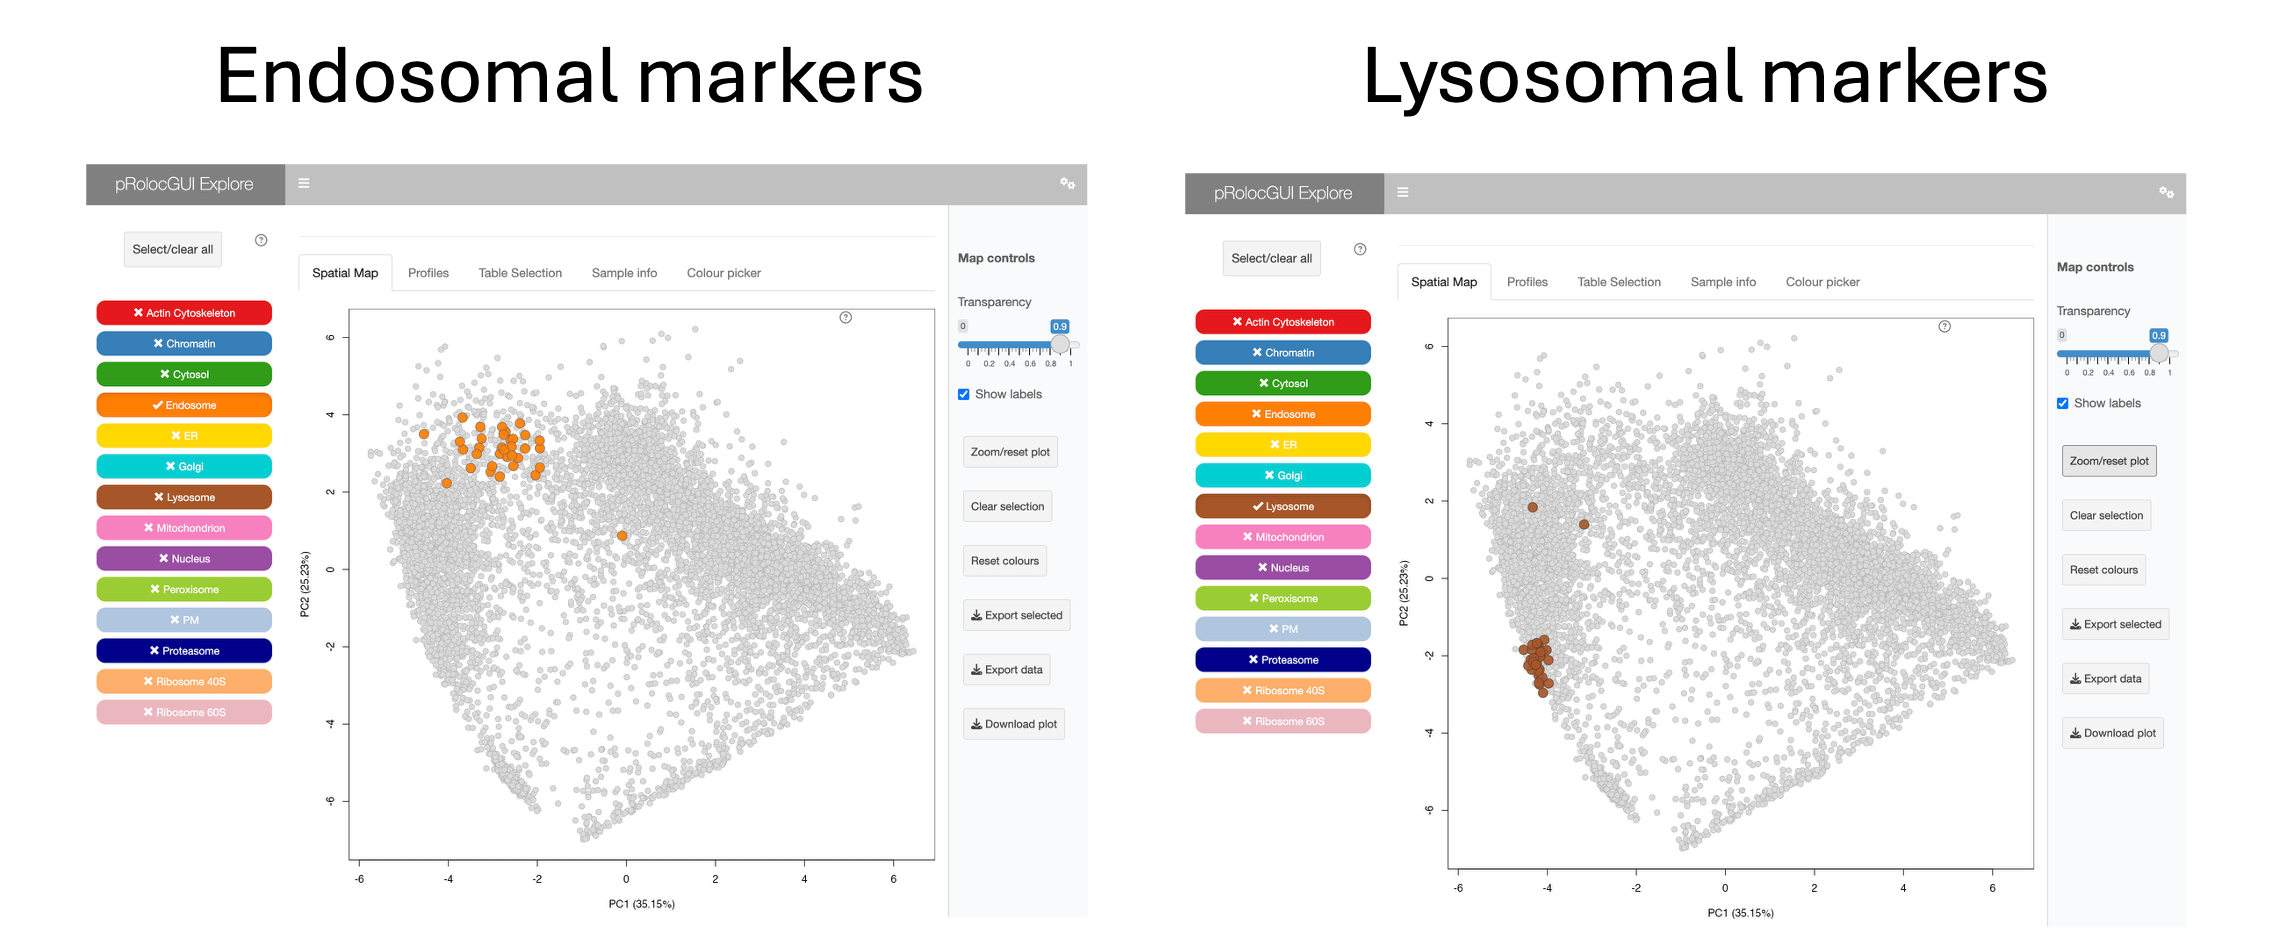 Endosomal markers
pRolocGUI Explore
Select/clear all
?
Spatial Map Profiles Table Selection Sample info Colour picker
Actin Cytoskeleton
Chromatin
Cytosol
Endosome
ER
Golgi
Lysosome
Mitochondrion
Nucleus
Peroxisome
PM
Proteasome
Ribosome 40S
Ribosome 60S
?
6
4
2
0
-2
-4
-6
PC2 (25.23%)
-6 -4 -2 0 2 4 6
PC1 (35.15%)
Map controls
Transparency
0 0.9
0 0.2 0.4 0.6 0.8 1
Show labels
Zoom/reset plot
Clear selection
Reset colours
Export selected
Export data
Download plot
Lysosomal markers
pRolocGUI Explore
Select/clear all
?
Spatial Map Profiles Table Selection Sample info Colour picker
Actin Cytoskeleton
Chromatin
Cytosol
Endosome
ER
Golgi
Lysosome
Mitochondrion
Nucleus
Peroxisome
PM
Proteasome
Ribosome 40S
Ribosome 60S
?
6
4
2
0
-2
-4
-6
PC2 (25.23%)
-6 -4 -2 0 2 4 6
PC1 (35.15%)
Map controls
Transparency
0 0.9
0 0.2 0.4 0.6 0.8 1
Show labels
Zoom/reset plot
Clear selection
Reset colours
Export selected
Export data
Download plot